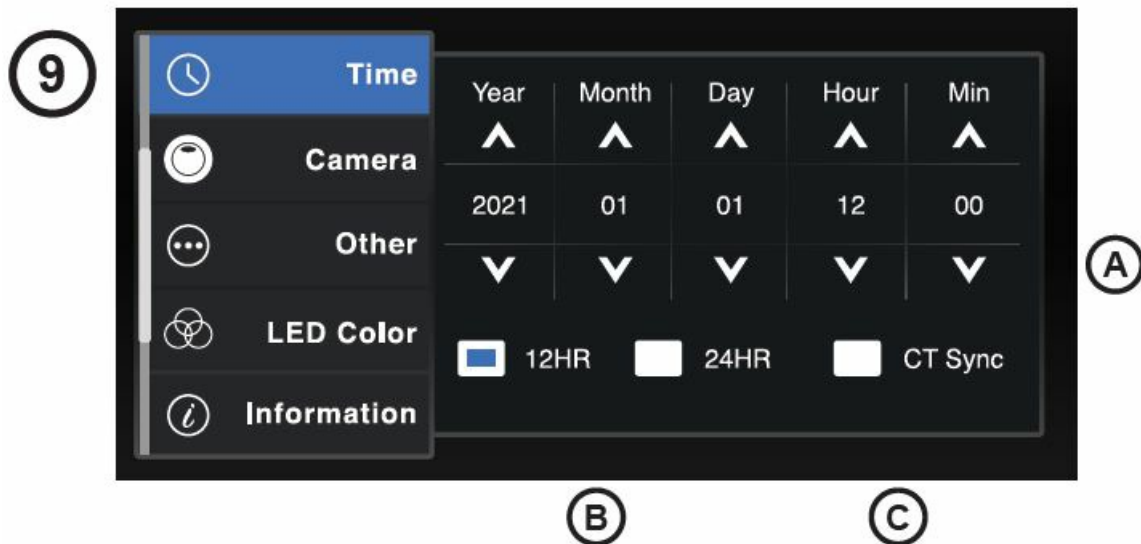 9
Time
Camera
Other
LED Color
Information
Year Month Day Hour Min
2021 01 01 12 00
12HR 24HR CT Sync
A
B C